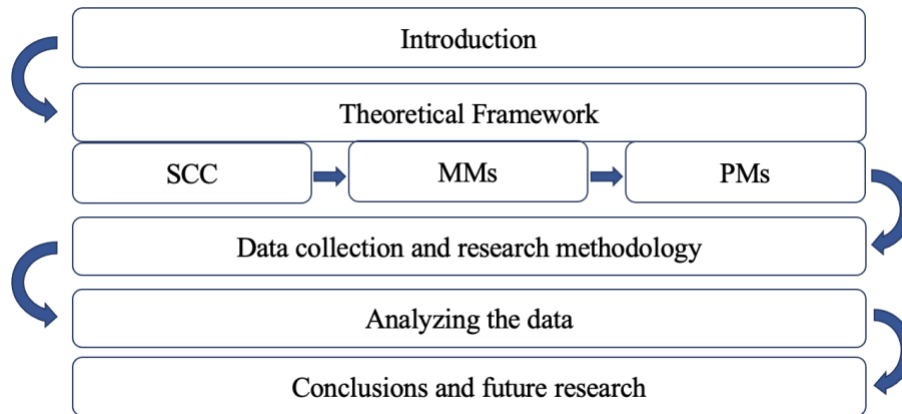 Introduction
Theoretical Framework
SCC
MMs
PMs
Data collection and research methodology
Analyzing the data
Conclusions and future research